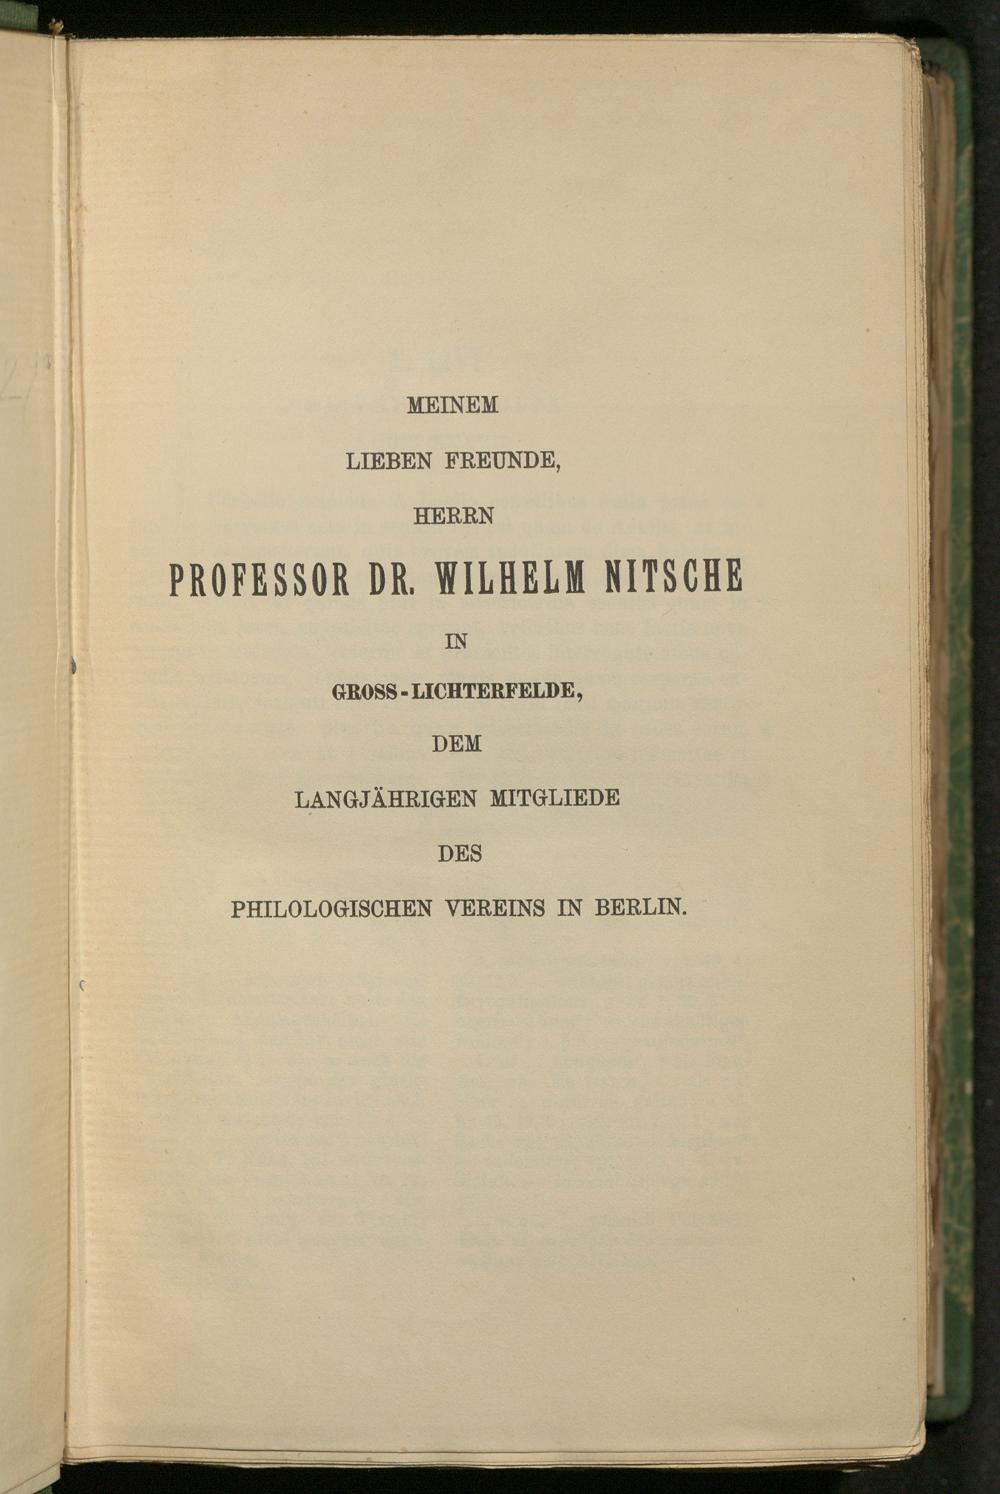 MEINEM
LIEBEN FREUNDE,
HERRN
PROFESSOR DR. WILHELM NITSCHE
IN
GROSS-LICHTERFELDE,
DEM
LANGJÄHRIGEN MITGLIEDE
DES
PHILOLOGISCHEN VEREINS IN BERLIN.